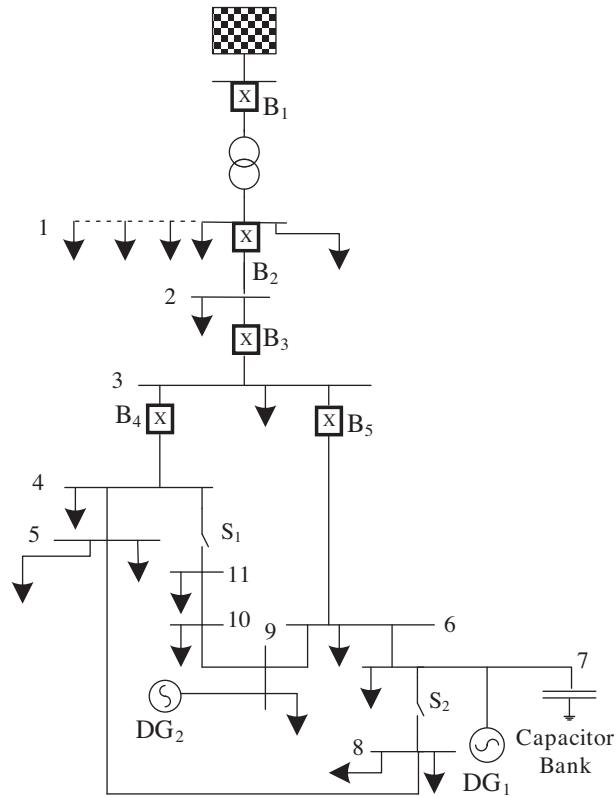 X
B₁
1
X
B₂
2
X
B₃
3
B₄
X
X
B₅
4
5
S₁
11
10
9
6
7
DG₂
S₂
8
DG₁
Capacitor
Bank